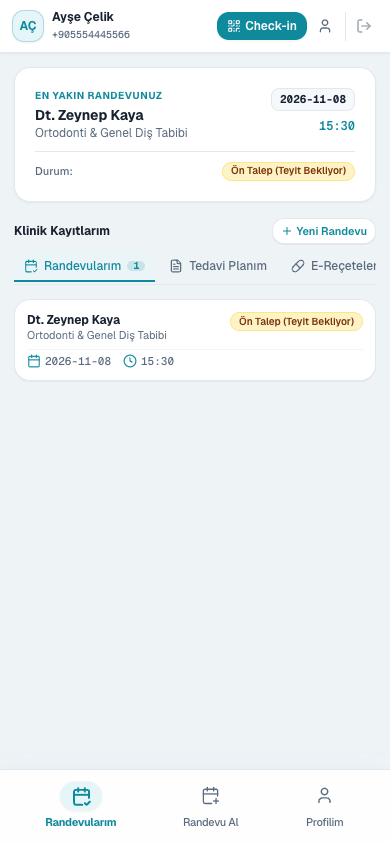 AÇ
Ayşe Çelik
+905554445566
Check-in
EN YAKIN RANDEVUNUZ
2026-11-08
Dt. Zeynep Kaya
15:30
Ortodonti & Genel Diş Tabibi
Durum:
Ön Talep (Teyit Bekliyor)
Klinik Kayıtlarım
Yeni Randevu
Randevularım 1
Tedavi Planım
E-Reçeteler
Dt. Zeynep Kaya
Ön Talep (Teyit Bekliyor)
Ortodonti & Genel Diş Tabibi
2026-11-08 15:30
Randevularım
Randevu Al
Profilim